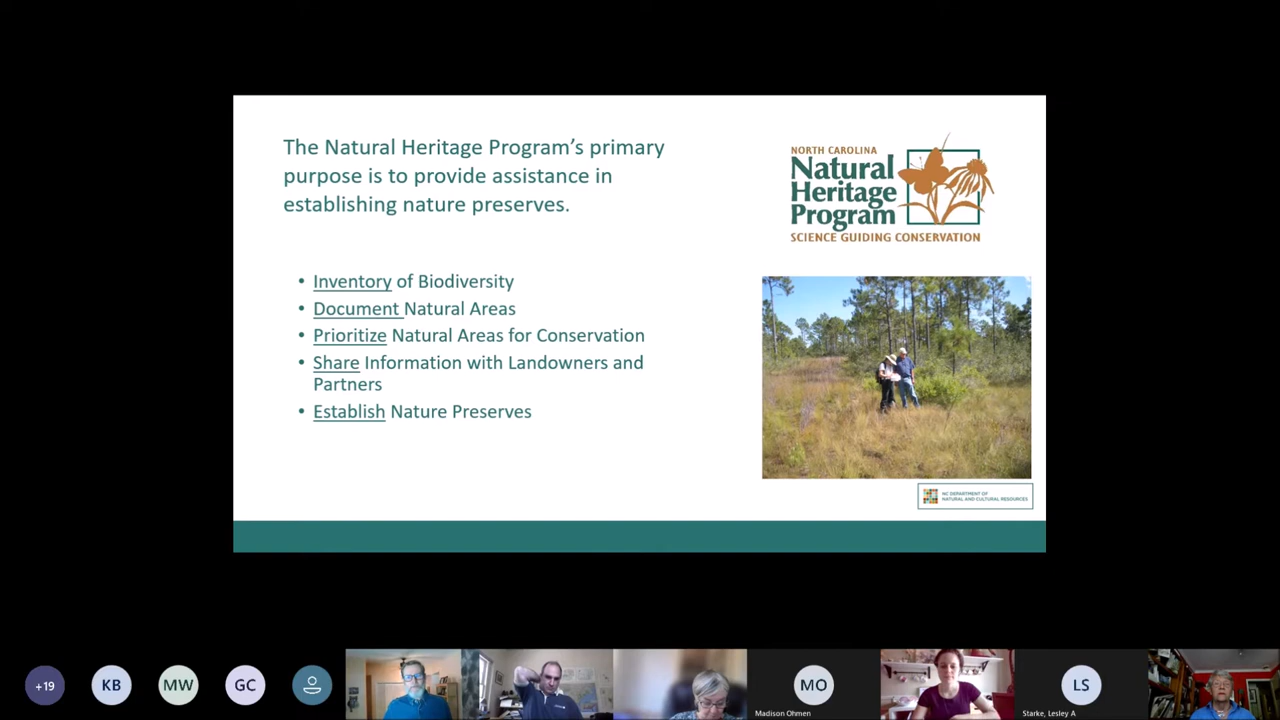 The Natural Heritage Program’s primary
purpose is to provide assistance in
establishing nature preserves.
• Inventory of Biodiversity
• Document Natural Areas
• Prioritize Natural Areas for Conservation
• Share Information with Landowners and
Partners
• Establish Nature Preserves
NORTH CAROLINA
Natural
Heritage
Program
SCIENCE GUIDING CONSERVATION
NC DEPARTMENT OF
NATURAL AND CULTURAL RESOURCES
+19
KB
MW
GC
MO
Madison Ohmen
LS
Starke, Lesley A